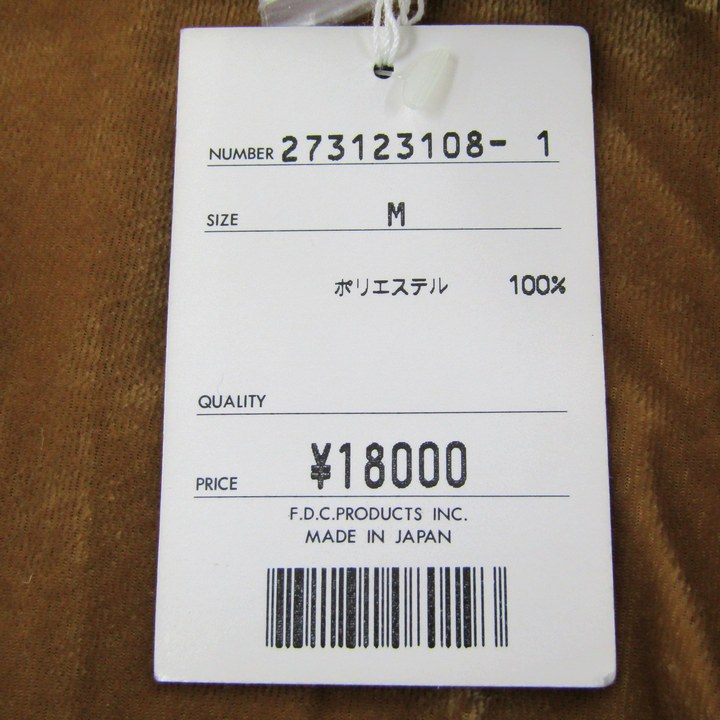 NUMBER 273123108- 1
SIZE M
ポリエステル 100%
QUALITY
PRICE ¥18000
F.D.C.PRODUCTS INC.
MADE IN JAPAN